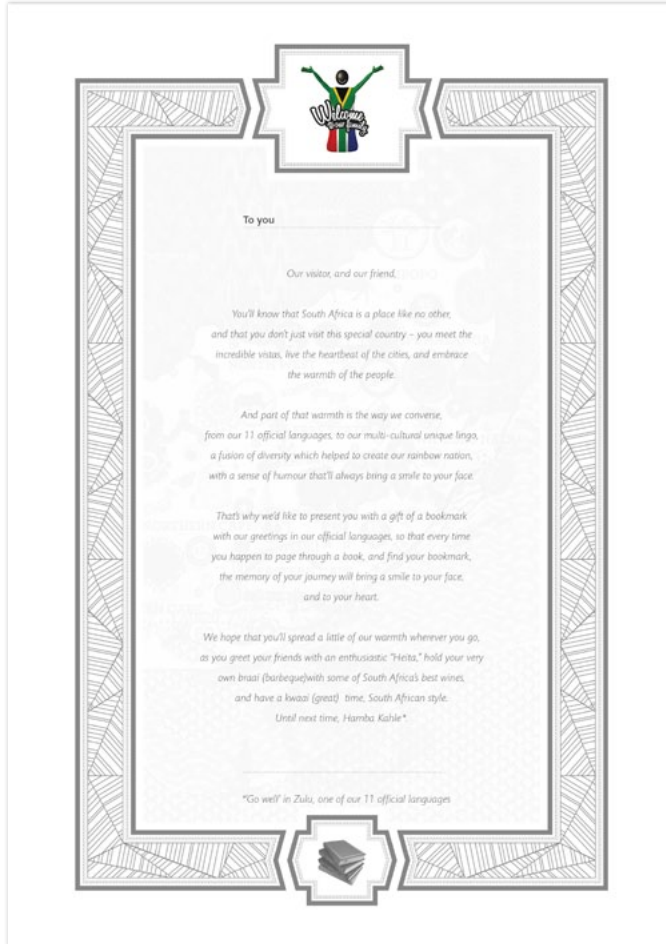 Welcome
to our family
To you
Our visitor, and our friend,
You'll know that South Africa is a place like no other,
and that you don't just visit this special country – you meet the
incredible vistas, live the heartbeat of the cities, and embrace
the warmth of the people.
And part of that warmth is the way we converse,
from our 11 official languages, to our multi-cultural unique lingo,
a fusion of diversity which helped to create our rainbow nation,
with a sense of humour that'll always bring a smile to your face.
That's why we'd like to present you with a gift of a bookmark
with our greetings in our official languages, so that every time
you happen to page through a book, and find your bookmark,
the memory of your journey will bring a smile to your face,
and to your heart.
We hope that you'll spread a little of our warmth wherever you go,
as you greet your friends with an enthusiastic "Heita," hold your very
own braai (barbeque)with some of South Africa's best wines,
and have a kwaai (great) time, South African style.
Until next time, Hamba Kahle*.
*'Go well' in Zulu, one of our 11 official languages